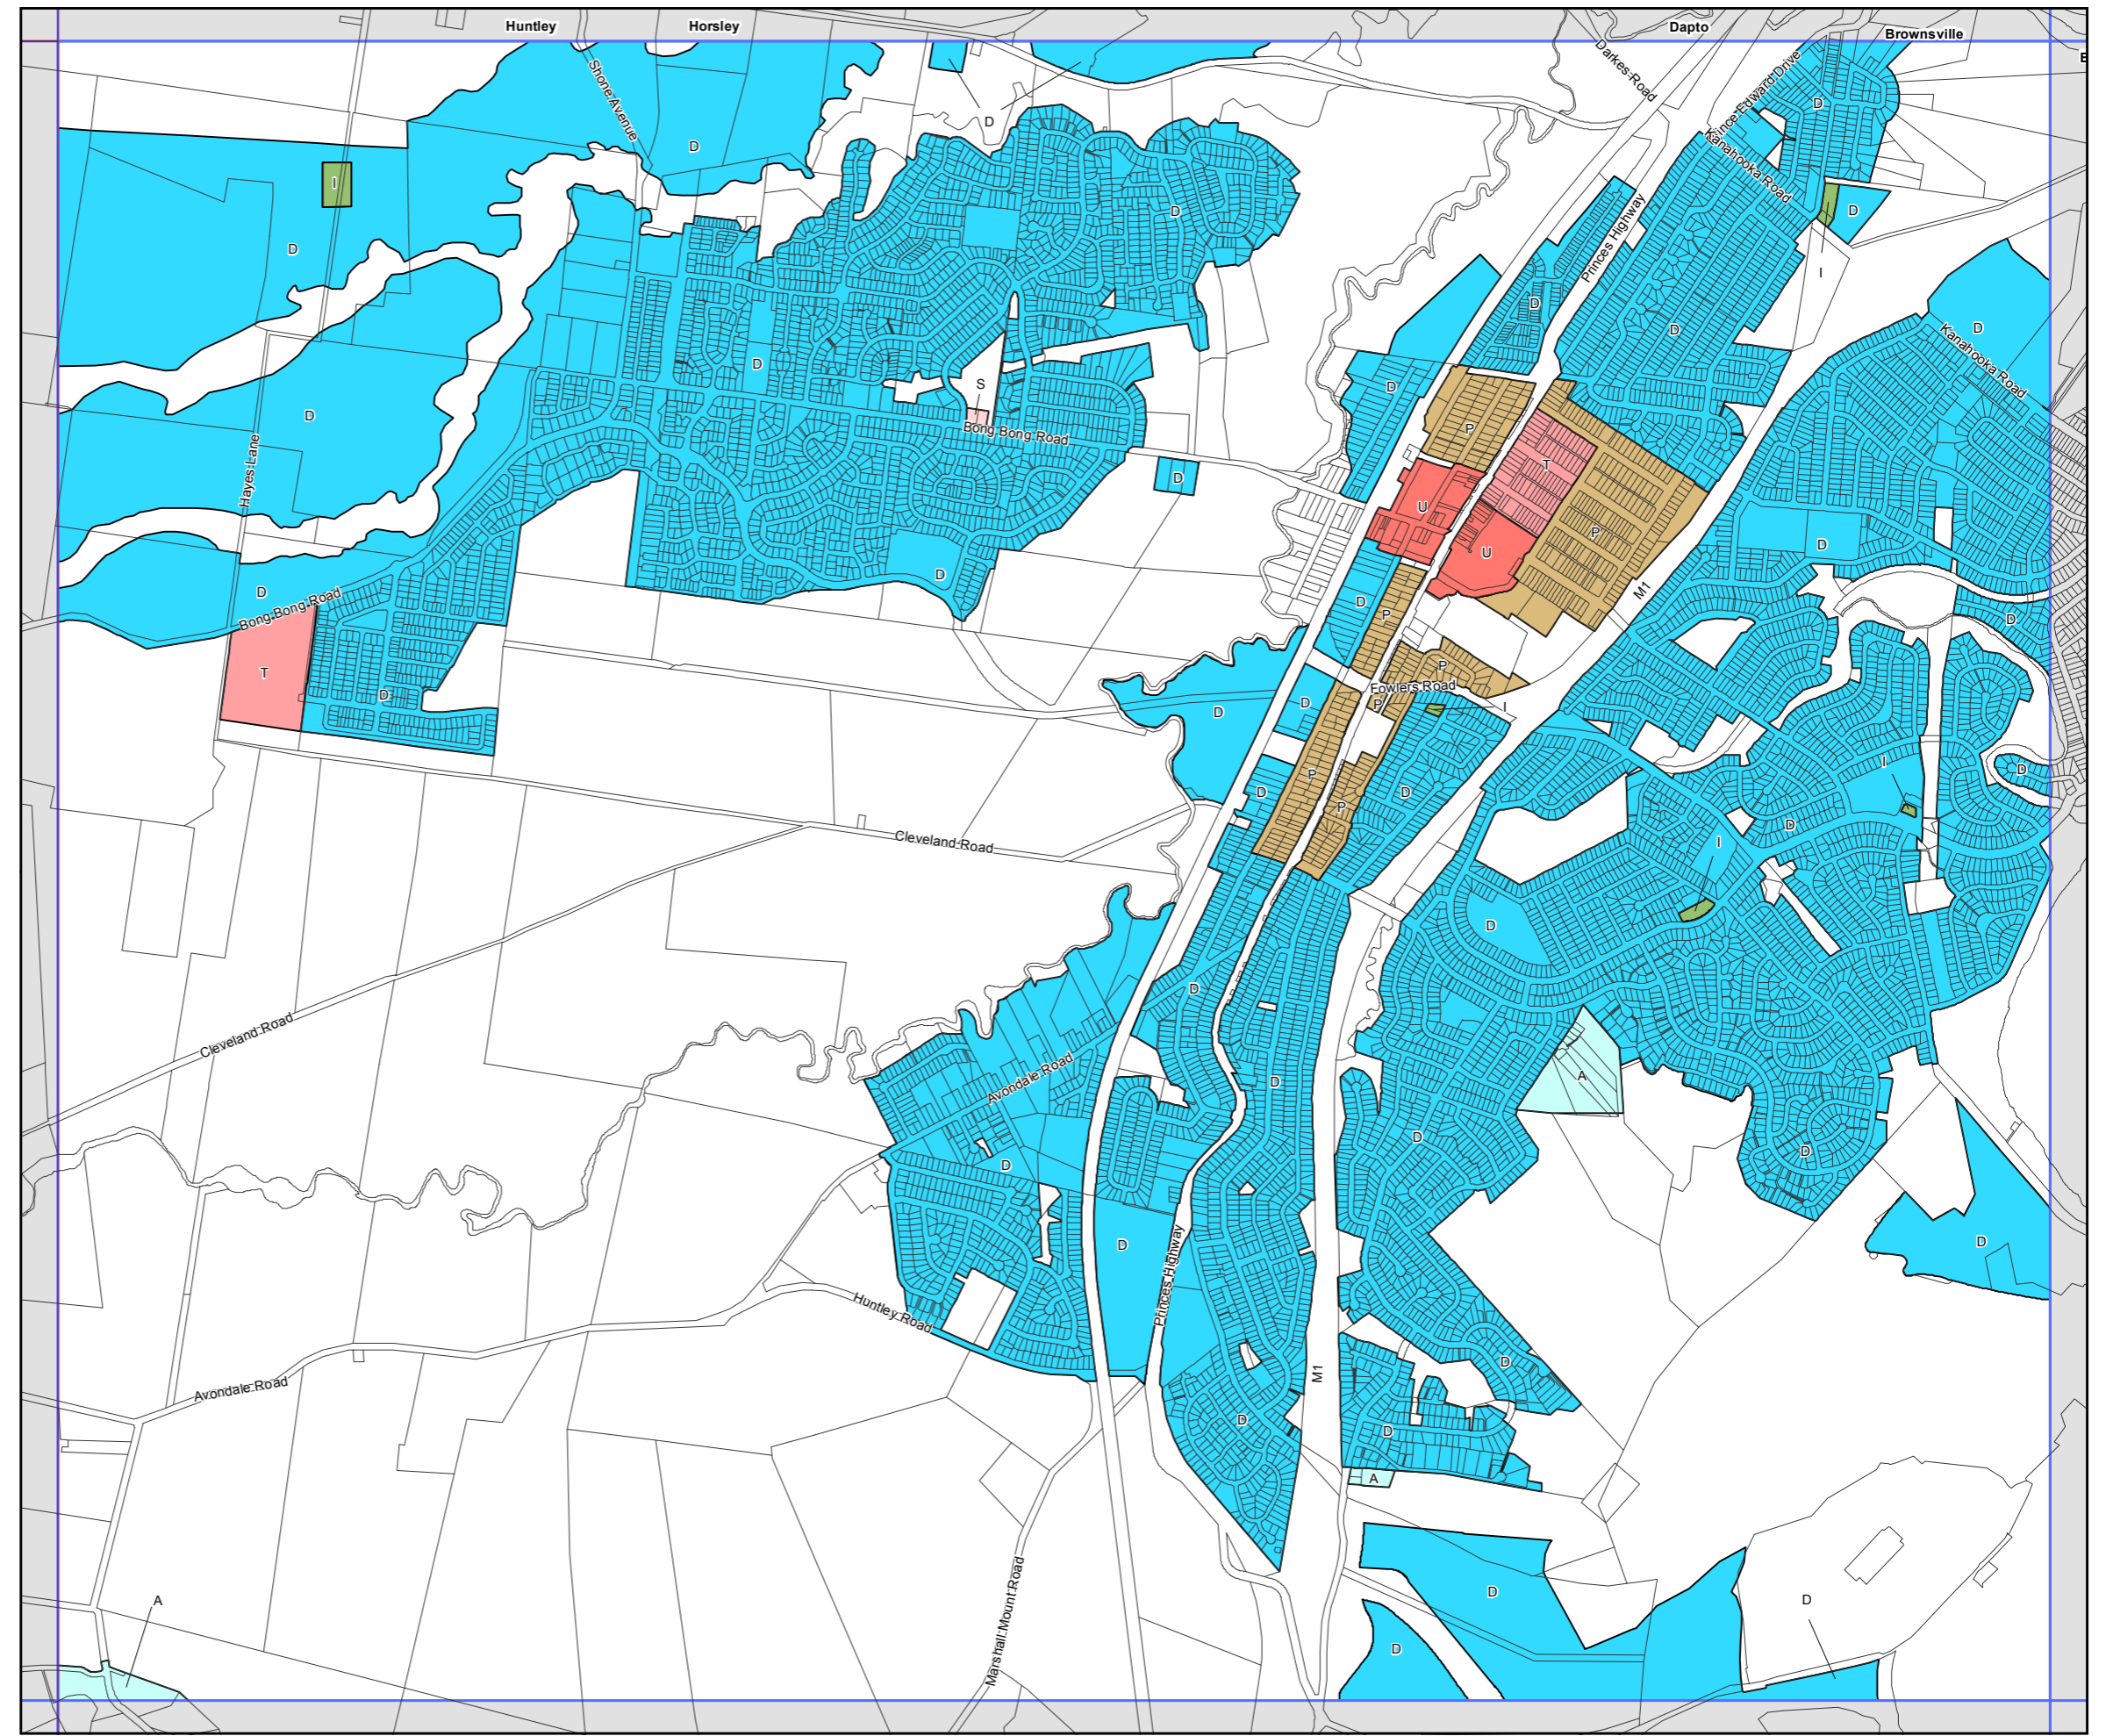 Huntley
Horsley
Dapto
Brownsville
Darkes Road
Prince Edward Drive
Shone Avenue
D
D
D
Kanahooka Road
I
D
D
D
Princes Highway
D
I
D
D
D
D
Kanahooka Road
D
D
S
D
P
Bong Bong Road
T
Hayes Lane
D
U
P
D
U
D
D
M1
D
Bong Bong Road
D
P
D
P
T
Fowlers Road
D
D
P
I
D
I
D
P
D
D
P
D
Cleveland Road
I
D
D
Cleveland Road
Avondale Road
A
D
D
D
D
D
D
Princes Highway
Huntley Road
D
M1
Avondale Road
D
D
A
D
Marshall Mount Road
A
D
D